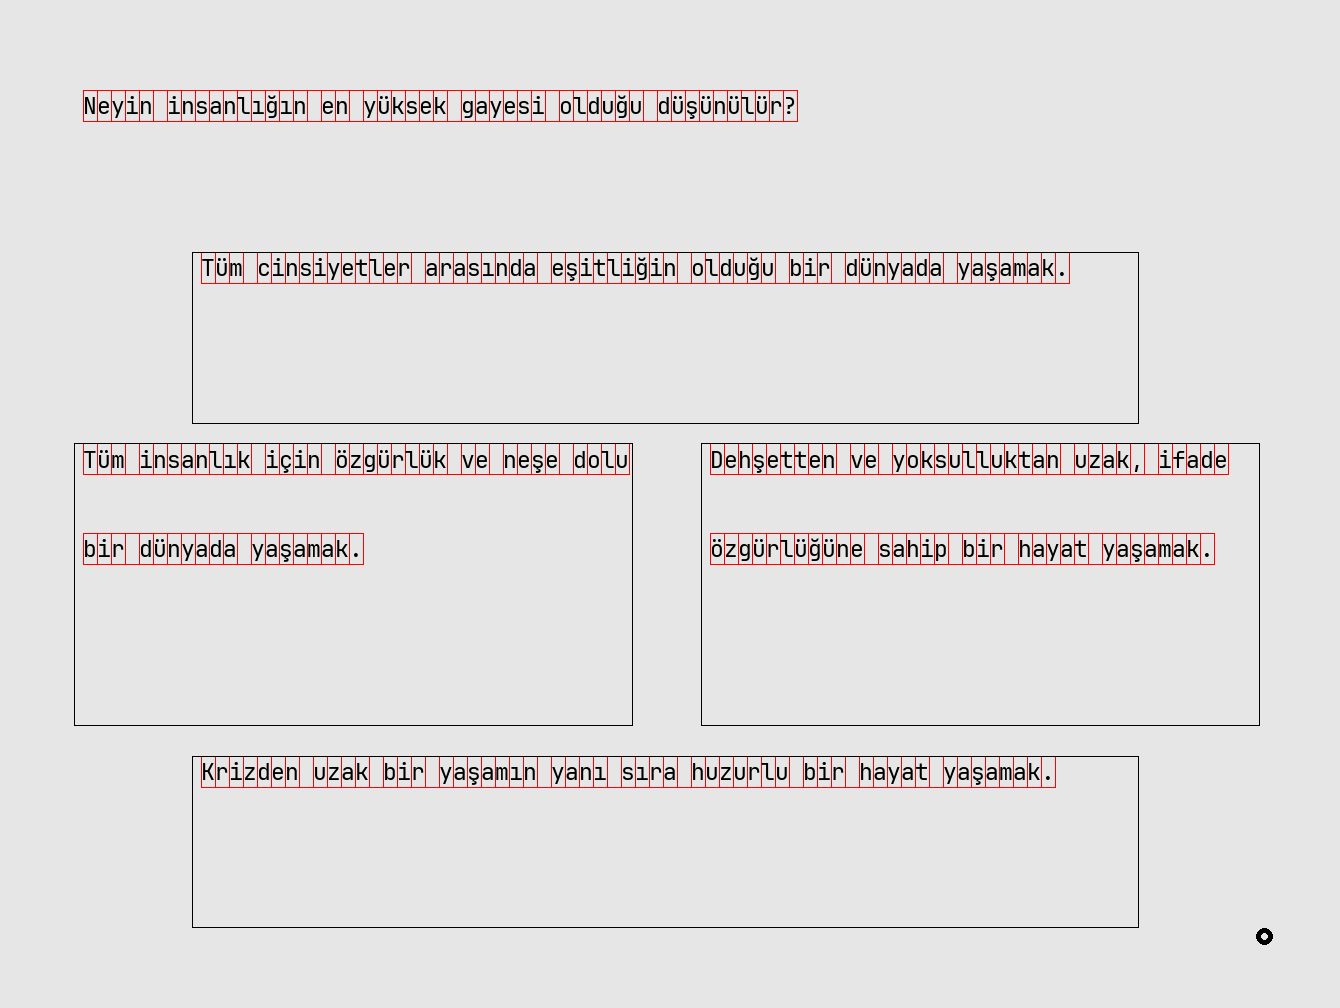 Neyin insanlığın en yüksek gayesi olduğu düşünülür?
Tüm cinsiyetler arasında eşitliğin olduğu bir dünyada yaşamak.
Tüm insanlık için özgürlük ve neşe dolu
bir dünyada yaşamak.
Dehşetten ve yoksulluktan uzak, ifade
özgürlüğüne sahip bir hayat yaşamak.
Krizden uzak bir yaşamın yanı sıra huzurlu bir hayat yaşamak.